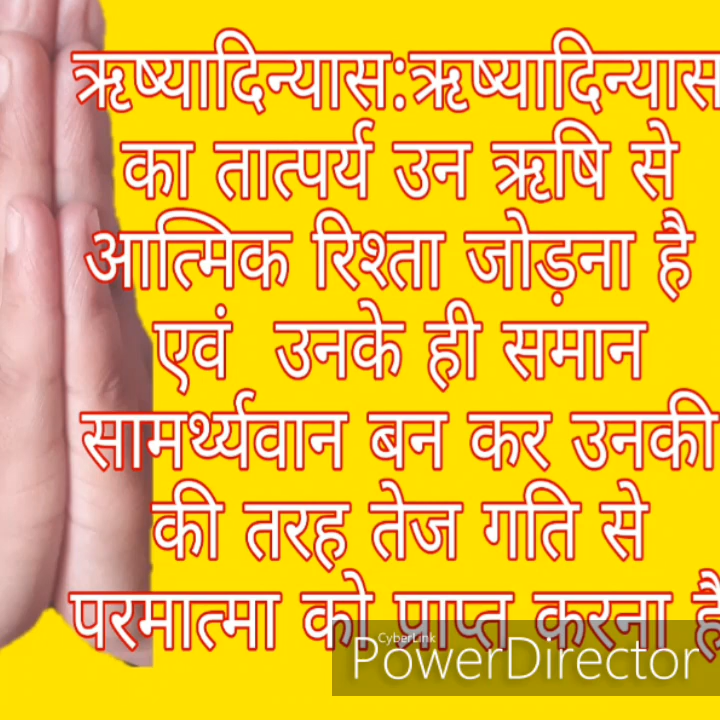 ऋष्यादिन्यास:ऋष्यादिन्यास
का तात्पर्य उन ऋषि से
आत्मिक रिश्ता जोड़ना है
एवं उनके ही समान
सामर्थ्यवान बन कर उनकी
की तरह तेज गति से
परमात्मा को प्राप्त करना है
CyberLink
PowerDirector